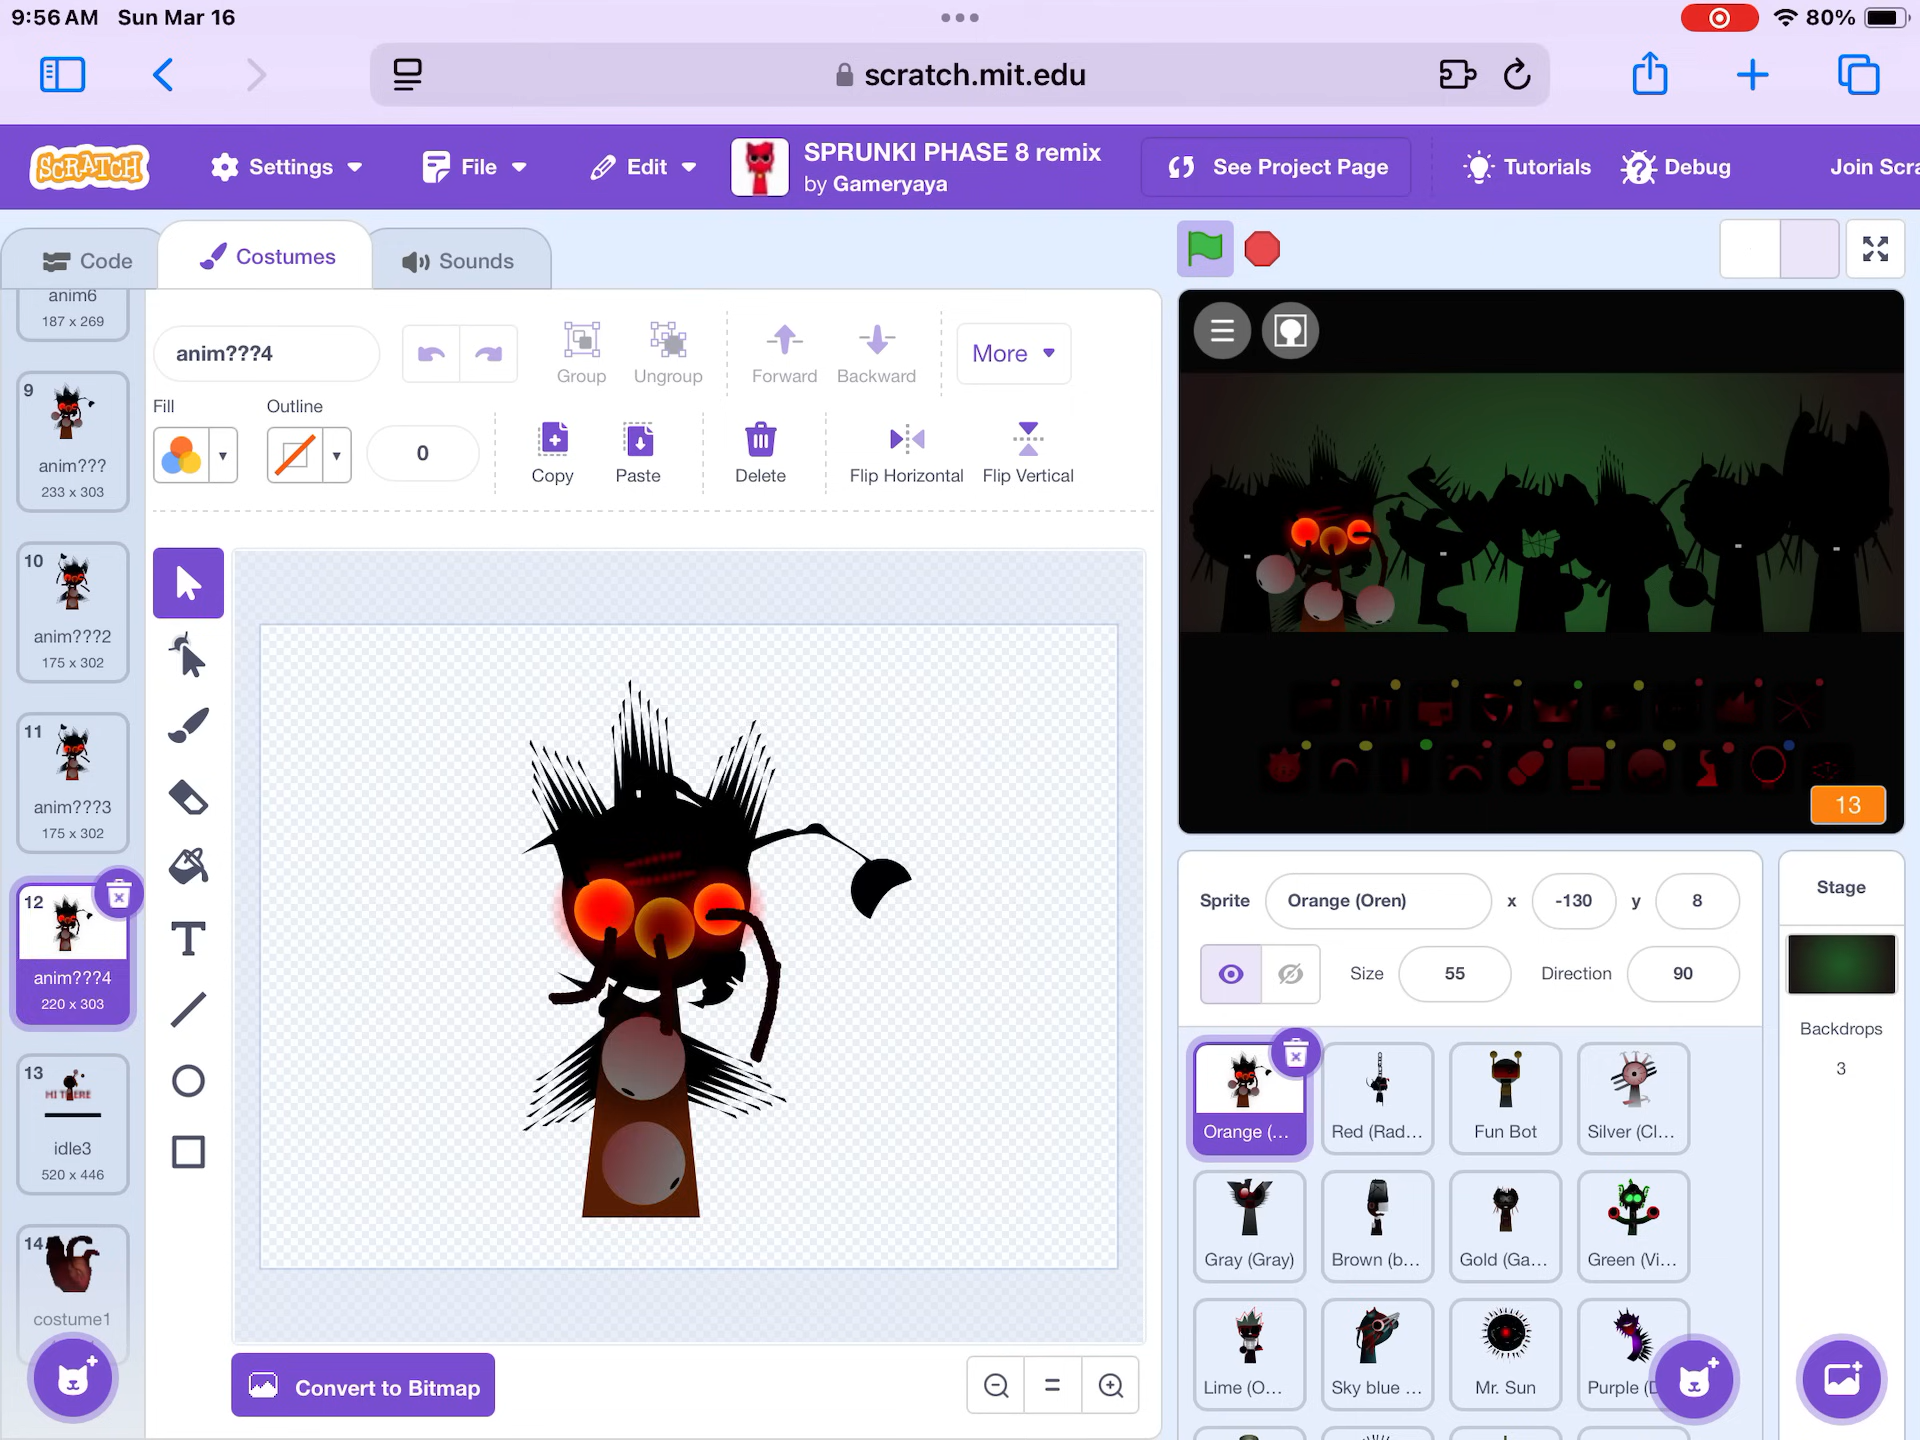 9:56 AM Sun Mar 16
80%
scratch.mit.edu
SCRATCH
Settings
File
Edit
SPRUNKI PHASE 8 remix
by Gameryaya
See Project Page
Tutorials
Debug
Join Scra
Code
Costumes
Sounds
anim6
187 x 269
9
anim???
233 x 303
10
anim???2
175 x 302
11
anim???3
175 x 302
12
anim???4
220 x 303
13
HI THERE
idle3
520 x 446
14
costume1
anim???4
Group
Ungroup
Forward
Backward
More
Fill
Outline
0
Copy
Paste
Delete
Flip Horizontal
Flip Vertical
T
Convert to Bitmap
13
Sprite
Orange (Oren)
x
-130
y
8
Size
55
Direction
90
Stage
Backdrops
3
Orange (...
Red (Rad...
Fun Bot
Silver (Cl...
Gray (Gray)
Brown (b...
Gold (Ga...
Green (Vi...
Lime (O...
Sky blue ...
Mr. Sun
Purple (D